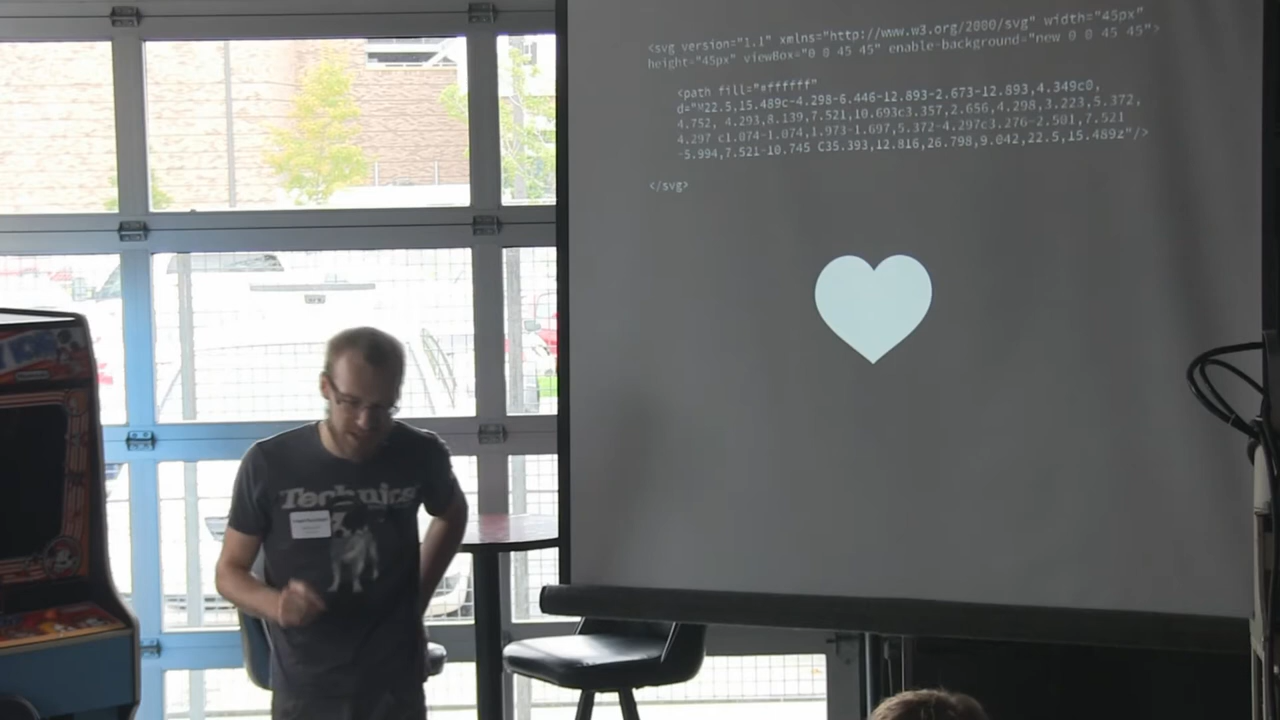 <svg version="1.1" xmlns="http://www.w3.org/2000/svg" width="45px"
height="45px" viewBox="0 0 45 45" enable-background="new 0 0 45 45">
<path fill="#ffffff"
d="M22.5,15.489c-4.298-6.446-12.893-2.673-12.893,4.349c0,
4.752, 4.293,8.139,7.521,10.693c3.357,2.656,4.298,3.223,5.372,
4.297 c1.074-1.074,1.973-1.697,5.372-4.297c3.276-2.501,7.521
-5.994,7.521-10.745 C35.393,12.816,26.798,9.042,22.5,15.489z"/>
</svg>
Technics